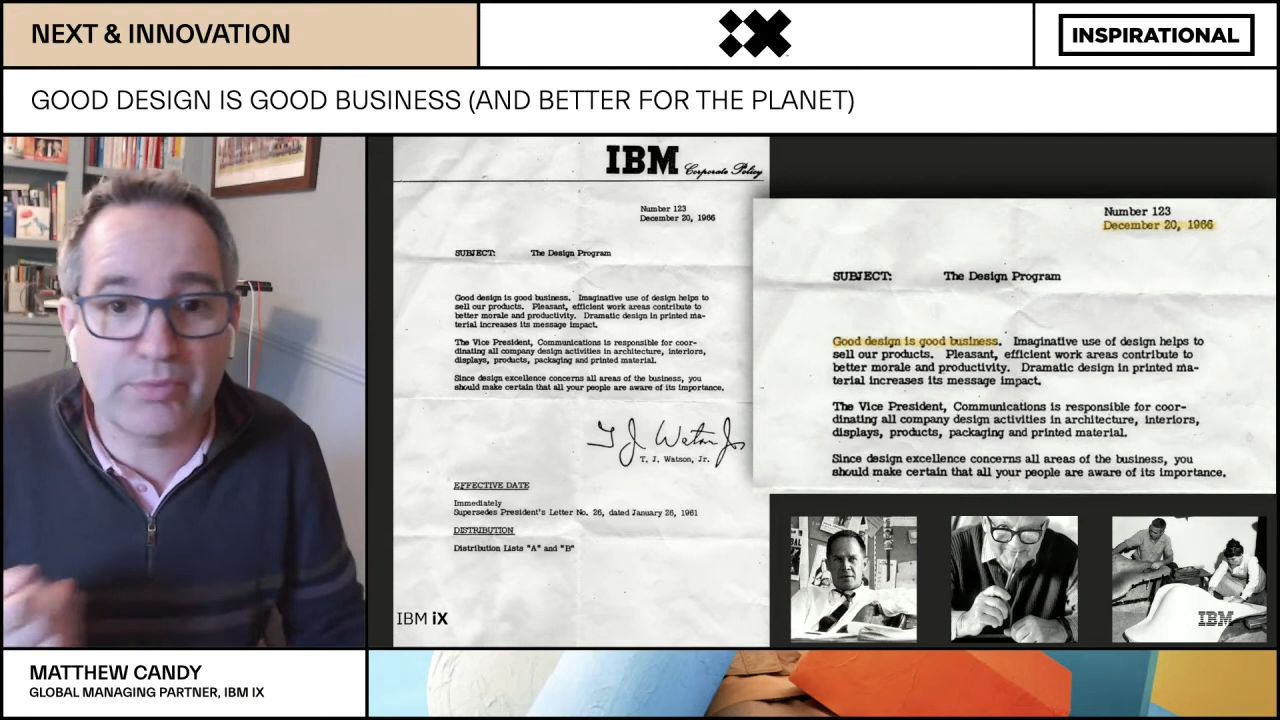 NEXT & INNOVATION
INSPIRATIONAL
GOOD DESIGN IS GOOD BUSINESS (AND BETTER FOR THE PLANET)
IBM Corporate Policy
Number 123
December 20, 1966
SUBJECT: The Design Program
Good design is good business. Imaginative use of design helps to
sell our products. Pleasant, efficient work areas contribute to
better morale and productivity. Dramatic design in printed ma-
terial increases its message impact.
The Vice President, Communications is responsible for coor-
dinating all company design activities in architecture, interiors,
displays, products, packaging and printed material.
Since design excellence concerns all areas of the business, you
should make certain that all your people are aware of its importance.
T J Watson Jr
T. J. Watson, Jr.
EFFECTIVE DATE
Immediately
Supersedes President's Letter No. 26, dated January 26, 1961
DISTRIBUTION
Distribution Lists "A" and "B"
IBM iX
Number 123
December 20, 1966
SUBJECT: The Design Program
Good design is good business. Imaginative use of design helps to
sell our products. Pleasant, efficient work areas contribute to
better morale and productivity. Dramatic design in printed ma-
terial increases its message impact.
The Vice President, Communications is responsible for coor-
dinating all company design activities in architecture, interiors,
displays, products, packaging and printed material.
Since design excellence concerns all areas of the business, you
should make certain that all your people are aware of its importance.
IBM
MATTHEW CANDY
GLOBAL MANAGING PARTNER, IBM IX